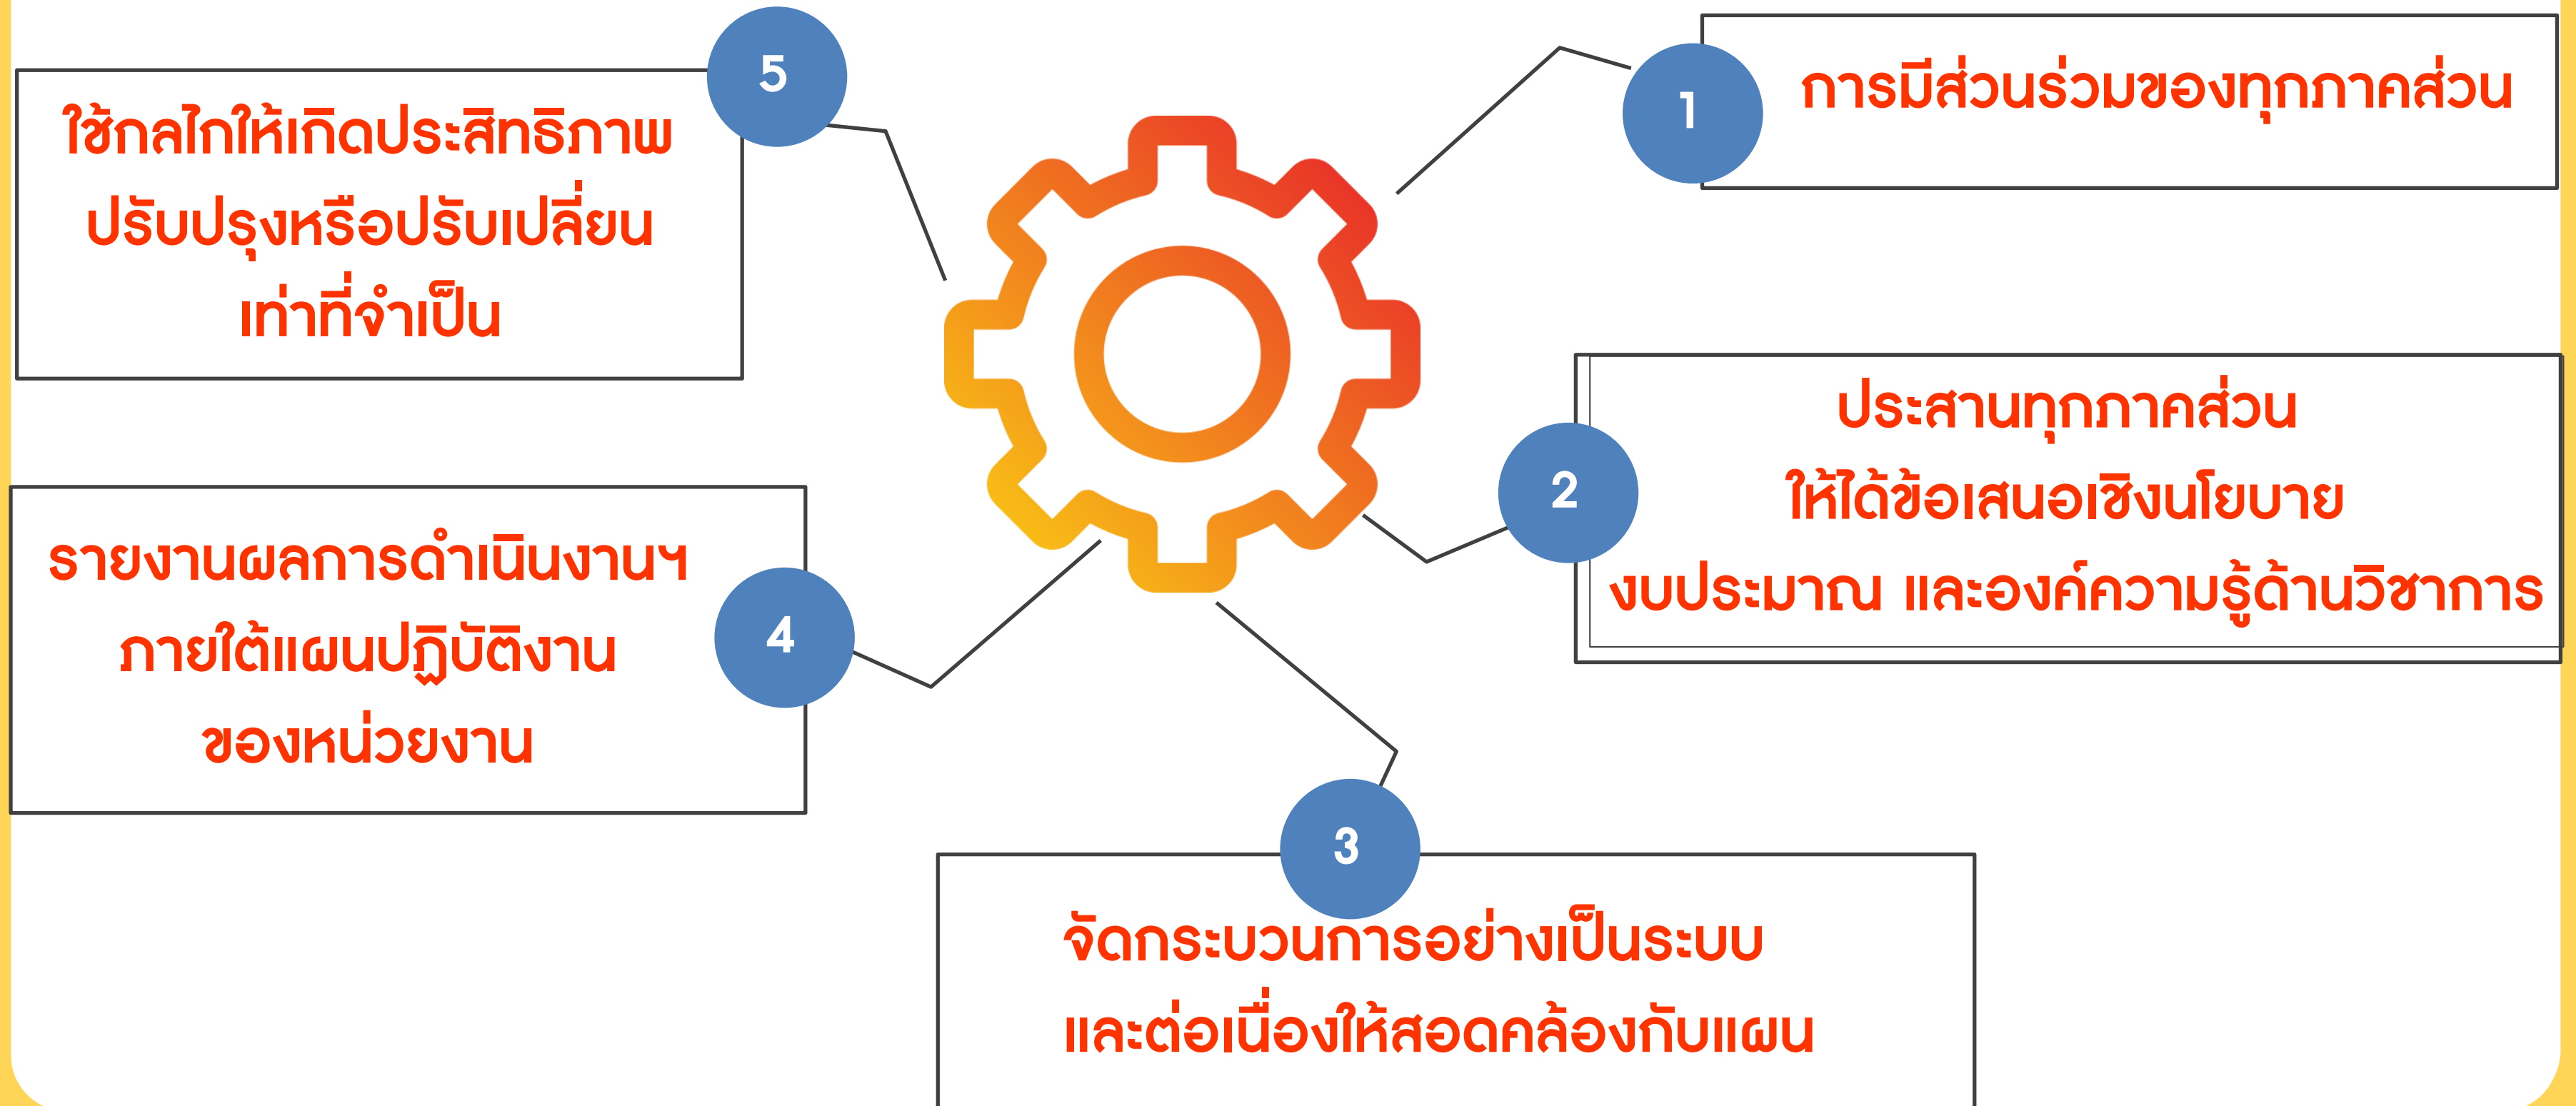 1
การมีส่วนร่วมของทุกภาคส่วน
2
ประสานทุกภาคส่วน
ให้ได้ข้อเสนอเชิงนโยบาย
งบประมาณ และองค์ความรู้ด้านวิชาการ
3
จัดกระบวนการอย่างเป็นระบบ
และต่อเนื่องให้สอดคล้องกับแผน
4
รายงานผลการดำเนินงานฯ
ภายใต้แผนปฏิบัติงาน
ของหน่วยงาน
5
ใช้กลไกให้เกิดประสิทธิภาพ
ปรับปรุงหรือปรับเปลี่ยน
เท่าที่จำเป็น